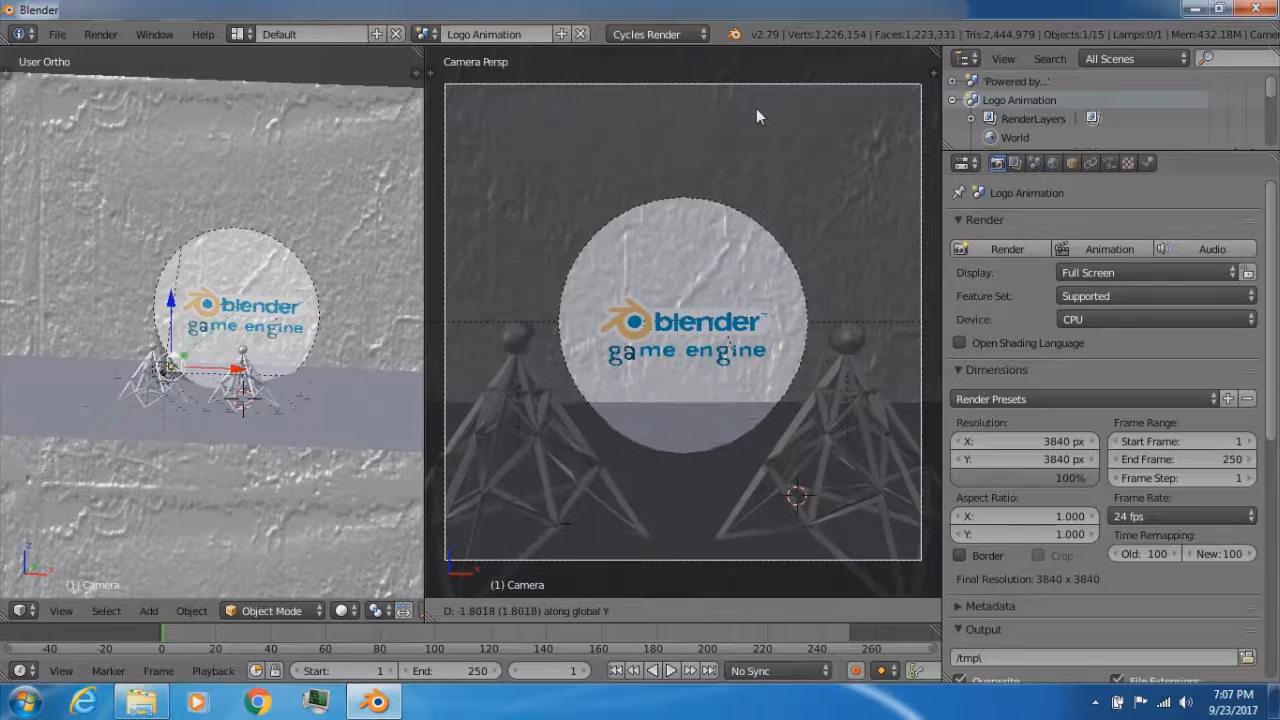 Blender
File Render Window Help Default Logo Animation Cycles Render v2.79 | Verts:1,226,154 | Faces:1,223,331 | Tris:2,444,979 | Objects:1/15 | Lamps:0/1 | Mem:432.18M | Camer
User Ortho
Camera Persp
View Search All Scenes
'Powered by...'
Logo Animation
RenderLayers
World
Logo Animation
Render
Render Animation Audio
Display: Full Screen
Feature Set: Supported
Device: CPU
Open Shading Language
Dimensions
Render Presets
Resolution: Frame Range:
X: 3840 px Start Frame: 1
Y: 3840 px End Frame: 250
100% Frame Step: 1
Aspect Ratio: Frame Rate:
X: 1.000 24 fps
Y: 1.000 Time Remapping:
Border Crop Old: 100 New:100
Final Resolution: 3840 x 3840
Metadata
Output
/tmp\
Overwrite File Extensions
blender
game engine
blender
game engine
z
y
x
x
(1) Camera
(1) Camera
View Select Add Object Object Mode
D: -1.8018 (1.8018) along global Y
-40 -20 0 20 40 60 80 100 120 140 160 180 200 220 240 260
View Marker Frame Playback Start: 1 End: 250 1 No Sync
7:07 PM
9/23/2017